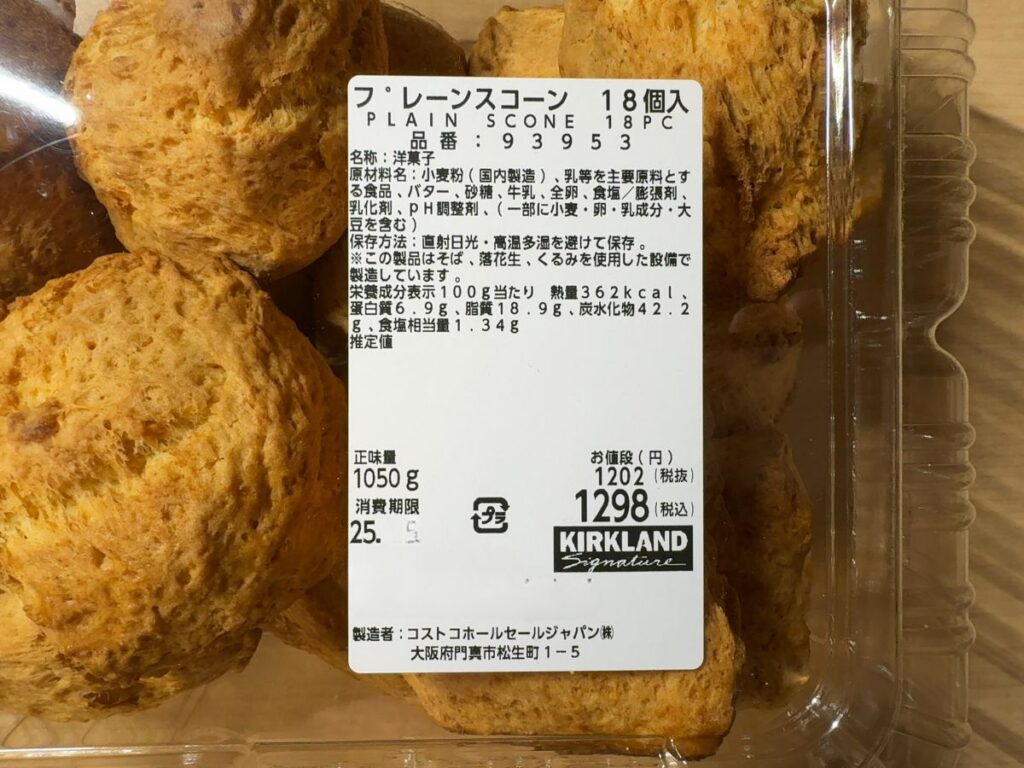 プレーンスコーン 18個入
PLAIN SCONE 18PC
品番：93953
名称：洋菓子
原材料名：小麦粉（国内製造）、乳等を主要原料とす
る食品、バター、砂糖、牛乳、全卵、食塩／膨張剤、
乳化剤、pH調整剤、（一部に小麦・卵・乳成分・大
豆を含む）
保存方法：直射日光・高温多湿を避けて保存。
※この製品はそば、落花生、くるみを使用した設備で
製造しています。
栄養成分表示100g当たり 熱量362kcal、
蛋白質6.9g、脂質18.9g、炭水化物42.2
g、食塩相当量1.34g
推定値
正味量 お値段（円）
1050g 1202（税抜）
消費期限 プラ 1298（税込）
25. 5
KIRKLAND
Signature
製造者：コストコホールセールジャパン㈱
大阪府門真市松生町1－5